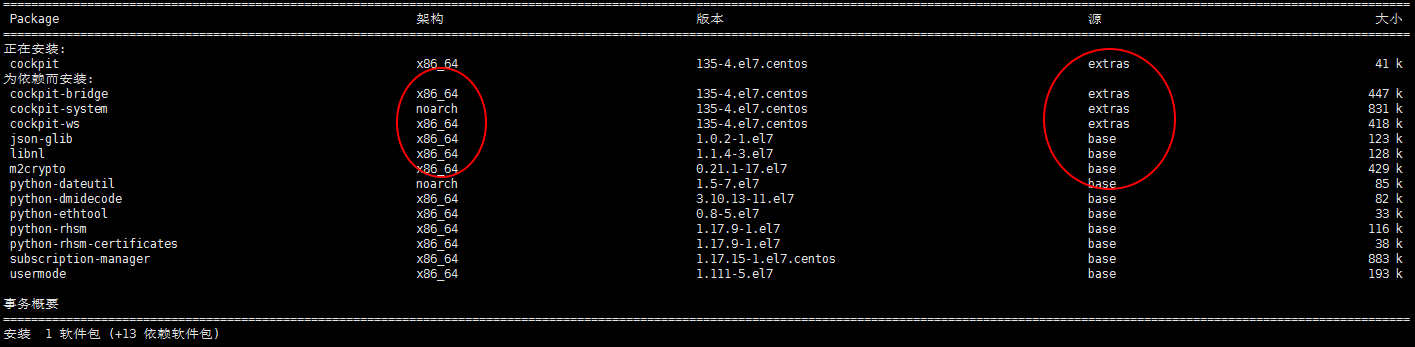 Package 架构 版本 源 大小
正在安装:
cockpit x86_64 135-4.el7.centos extras 41 k
为依赖而安装:
cockpit-bridge x86_64 135-4.el7.centos extras 447 k
cockpit-system noarch 135-4.el7.centos extras 831 k
cockpit-ws x86_64 135-4.el7.centos extras 418 k
json-glib x86_64 1.0.2-1.el7 base 123 k
libnl x86_64 1.1.4-3.el7 base 128 k
m2crypto x86_64 0.21.1-17.el7 base 429 k
python-dateutil noarch 1.5-7.el7 base 85 k
python-dmidecode x86_64 3.10.13-11.el7 base 82 k
python-ethtool x86_64 0.8-5.el7 base 33 k
python-rhsm x86_64 1.17.9-1.el7 base 116 k
python-rhsm-certificates x86_64 1.17.9-1.el7 base 38 k
subscription-manager x86_64 1.17.15-1.el7.centos base 883 k
usermode x86_64 1.111-5.el7 base 193 k
事务概要
安装 1 软件包 (+13 依赖软件包)